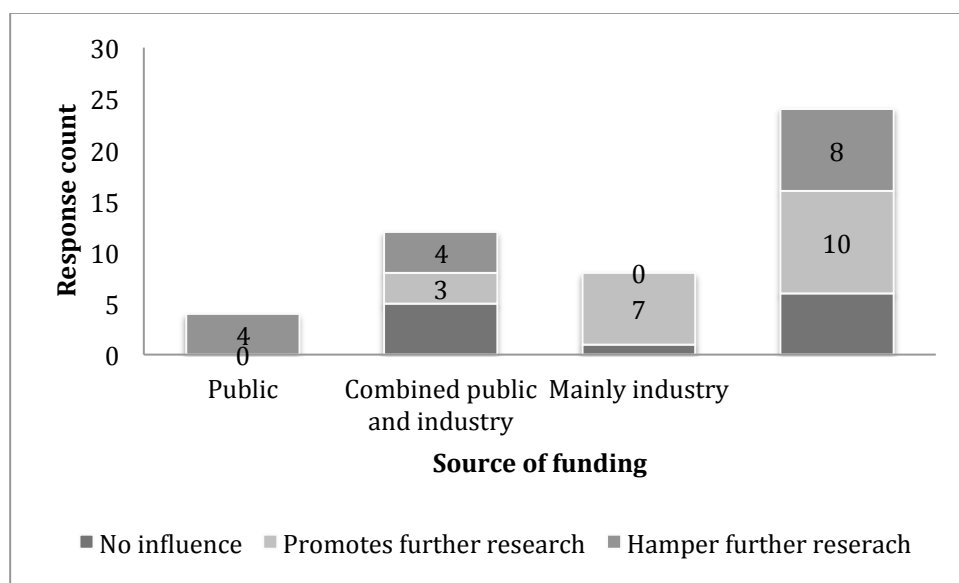 30
25
20
15
10
5
0
Response count
8
10
4
3
0
7
4
0
Public
Combined public and industry
Mainly industry
Source of funding
No influence
Promotes further research
Hamper further reserach